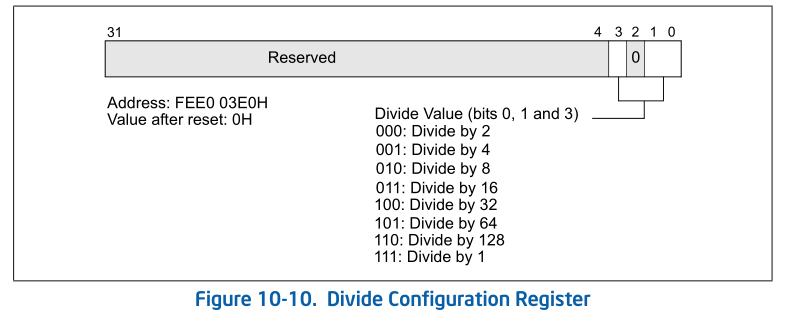 31 4 3 2 1 0
Reserved 0
Address: FEE0 03E0H
Value after reset: 0H
Divide Value (bits 0, 1 and 3)
000: Divide by 2
001: Divide by 4
010: Divide by 8
011: Divide by 16
100: Divide by 32
101: Divide by 64
110: Divide by 128
111: Divide by 1
Figure 10-10. Divide Configuration Register